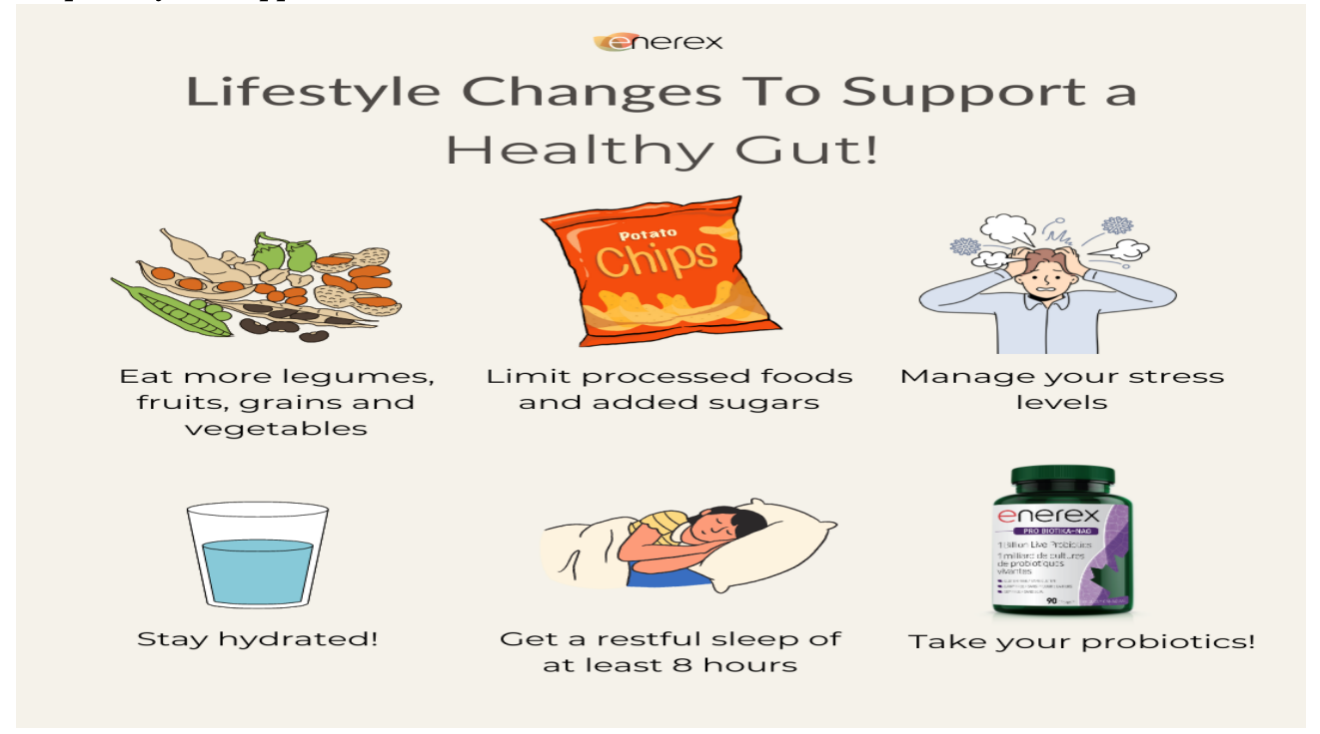 enerex
Lifestyle Changes To Support a
Healthy Gut!
Potato
Chips
Eat more legumes,
fruits, grains and
vegetables
Limit processed foods
and added sugars
Manage your stress
levels
enerex
PRO BIOTIKA-NAG
1 Billion Live Probiotics
1 milliard de cultures
de probiotiques
vivantes
90
Stay hydrated!
Get a restful sleep of
at least 8 hours
Take your probiotics!